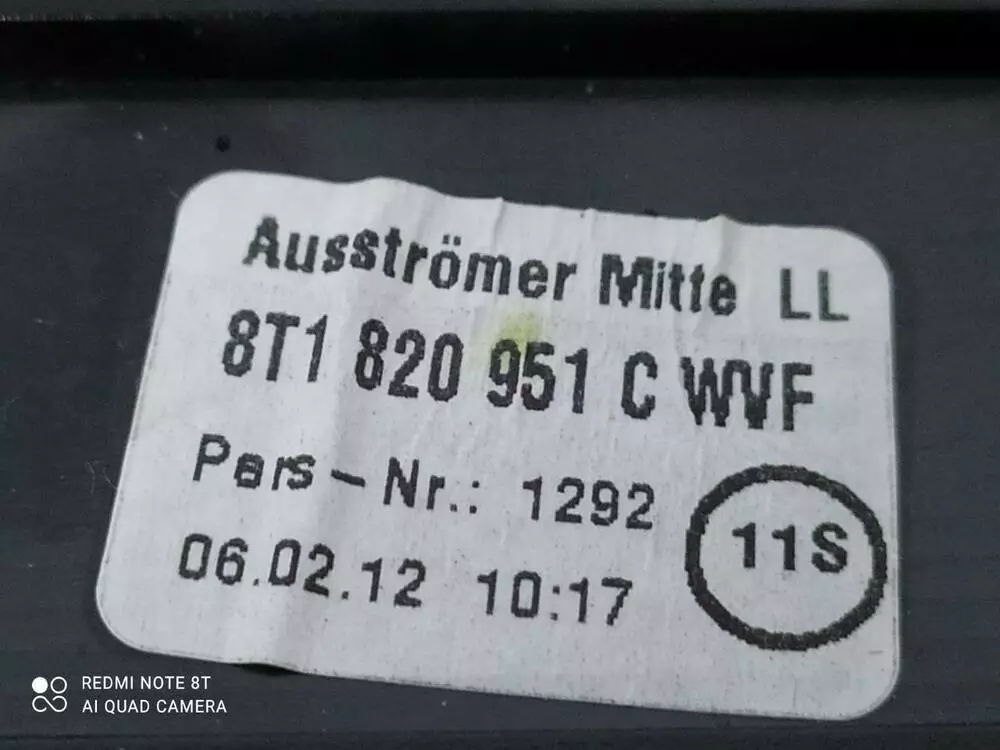 Ausströmer Mitte LL
8T1 820 951 C WVF
Pers-Nr.: 1292
11S
06.02.12 10:17
REDMI NOTE 8T
AI QUAD CAMERA